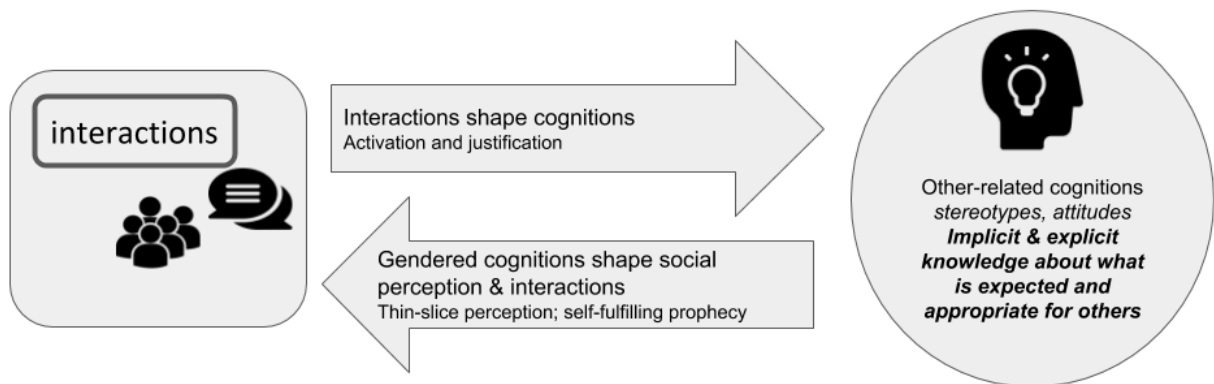 interactions
Interactions shape cognitions
Activation and justification
Gendered cognitions shape social
perception & interactions
Thin-slice perception; self-fulfilling prophecy
Other-related cognitions
stereotypes, attitudes
Implicit & explicit
knowledge about what
is expected and
appropriate for others